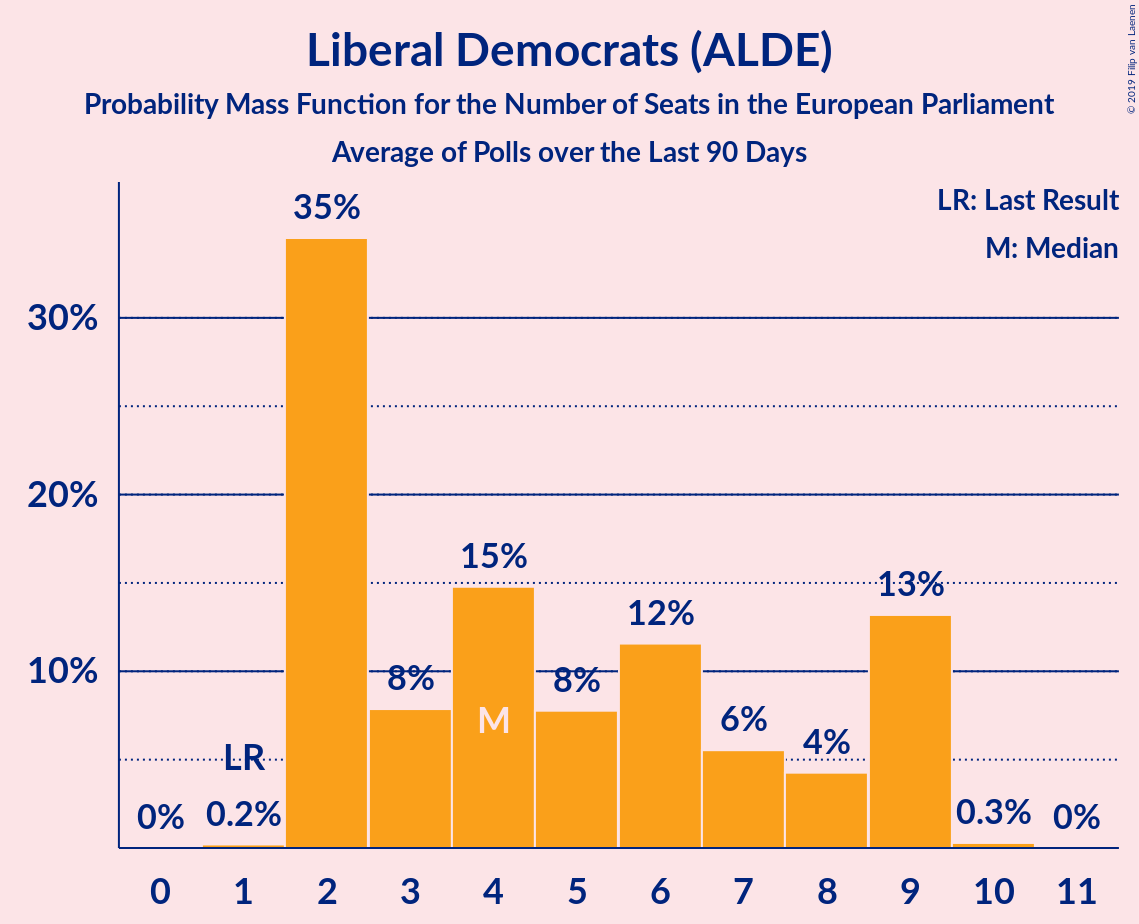 Liberal Democrats (ALDE)
Probability Mass Function for the Number of Seats in the European Parliament
Average of Polls over the Last 90 Days
© 2019 Filip van Laenen
LR: Last Result
M: Median
35%
30%
20%
15%
13%
12%
10%
8%
8%
M
6%
4%
LR
0%
0.2%
0.3%
0%
0 1 2 3 4 5 6 7 8 9 10 11